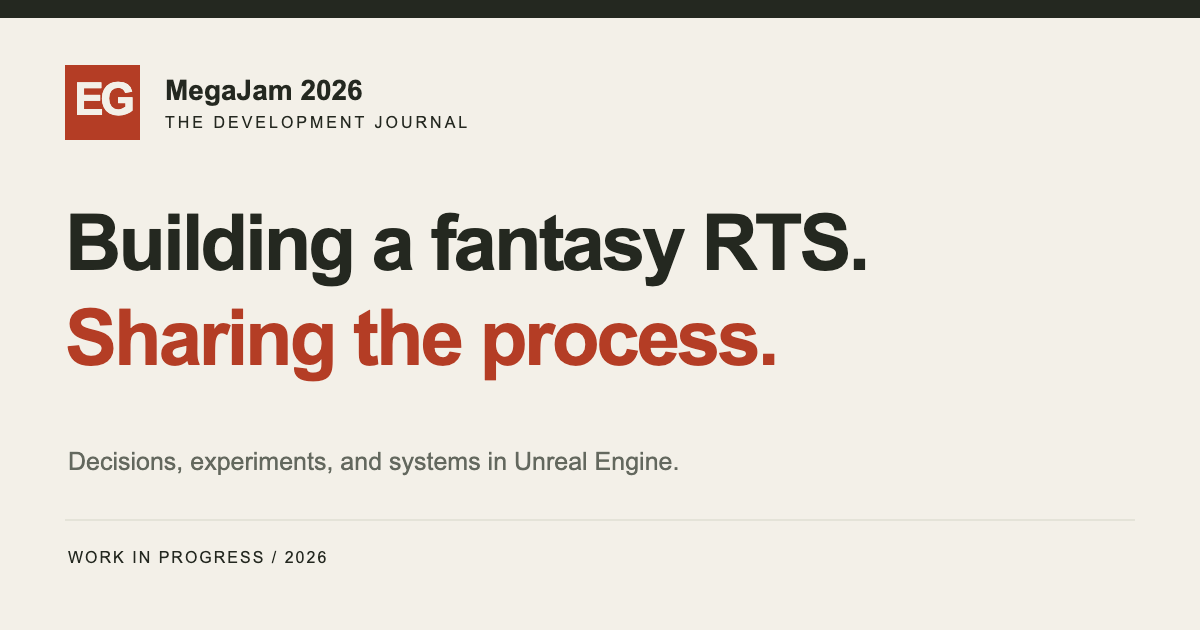 EG
MegaJam 2026
THE DEVELOPMENT JOURNAL
Building a fantasy RTS.
Sharing the process.
Decisions, experiments, and systems in Unreal Engine.
WORK IN PROGRESS / 2026